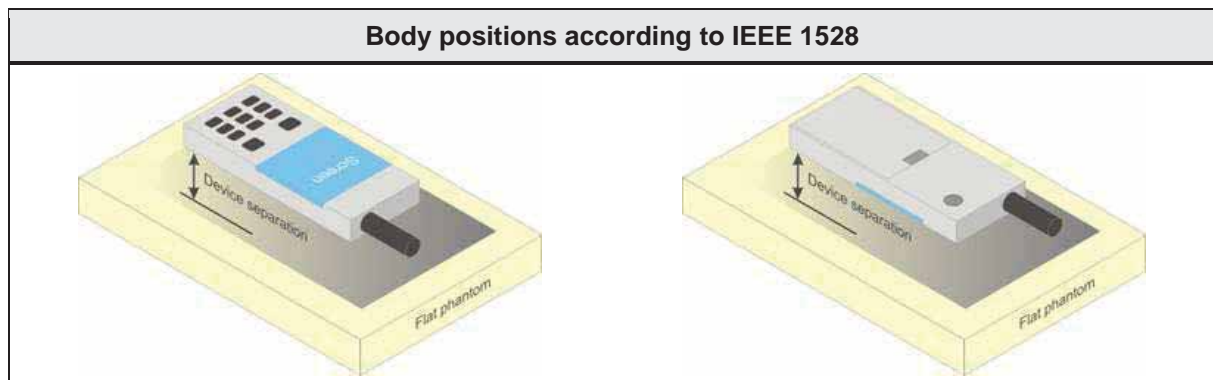 Body positions according to IEEE 1528
Screen
Device separation
Flat phantom
Device separation
Flat phantom